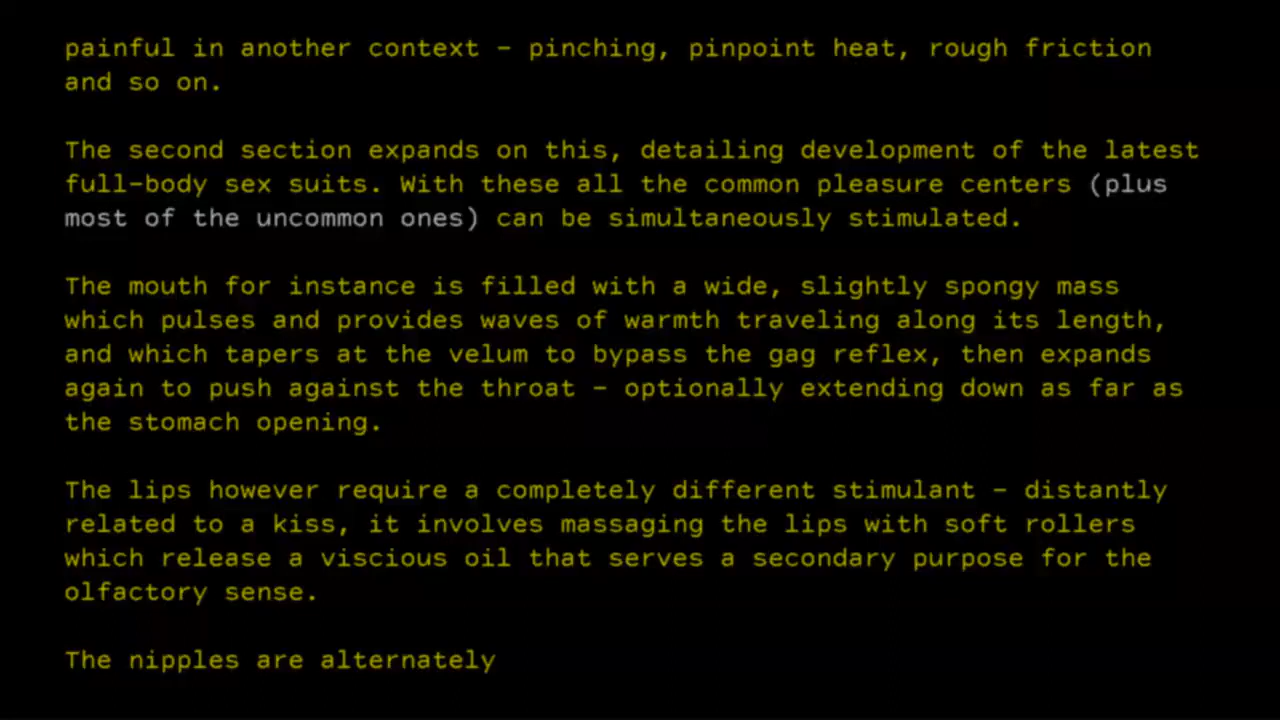 painful in another context - pinching, pinpoint heat, rough friction
and so on.
The second section expands on this, detailing development of the latest
full-body sex suits. With these all the common pleasure centers (plus
most of the uncommon ones) can be simultaneously stimulated.
The mouth for instance is filled with a wide, slightly spongy mass
which pulses and provides waves of warmth traveling along its length,
and which tapers at the velum to bypass the gag reflex, then expands
again to push against the throat - optionally extending down as far as
the stomach opening.
The lips however require a completely different stimulant - distantly
related to a kiss, it involves massaging the lips with soft rollers
which release a viscious oil that serves a secondary purpose for the
olfactory sense.
The nipples are alternately